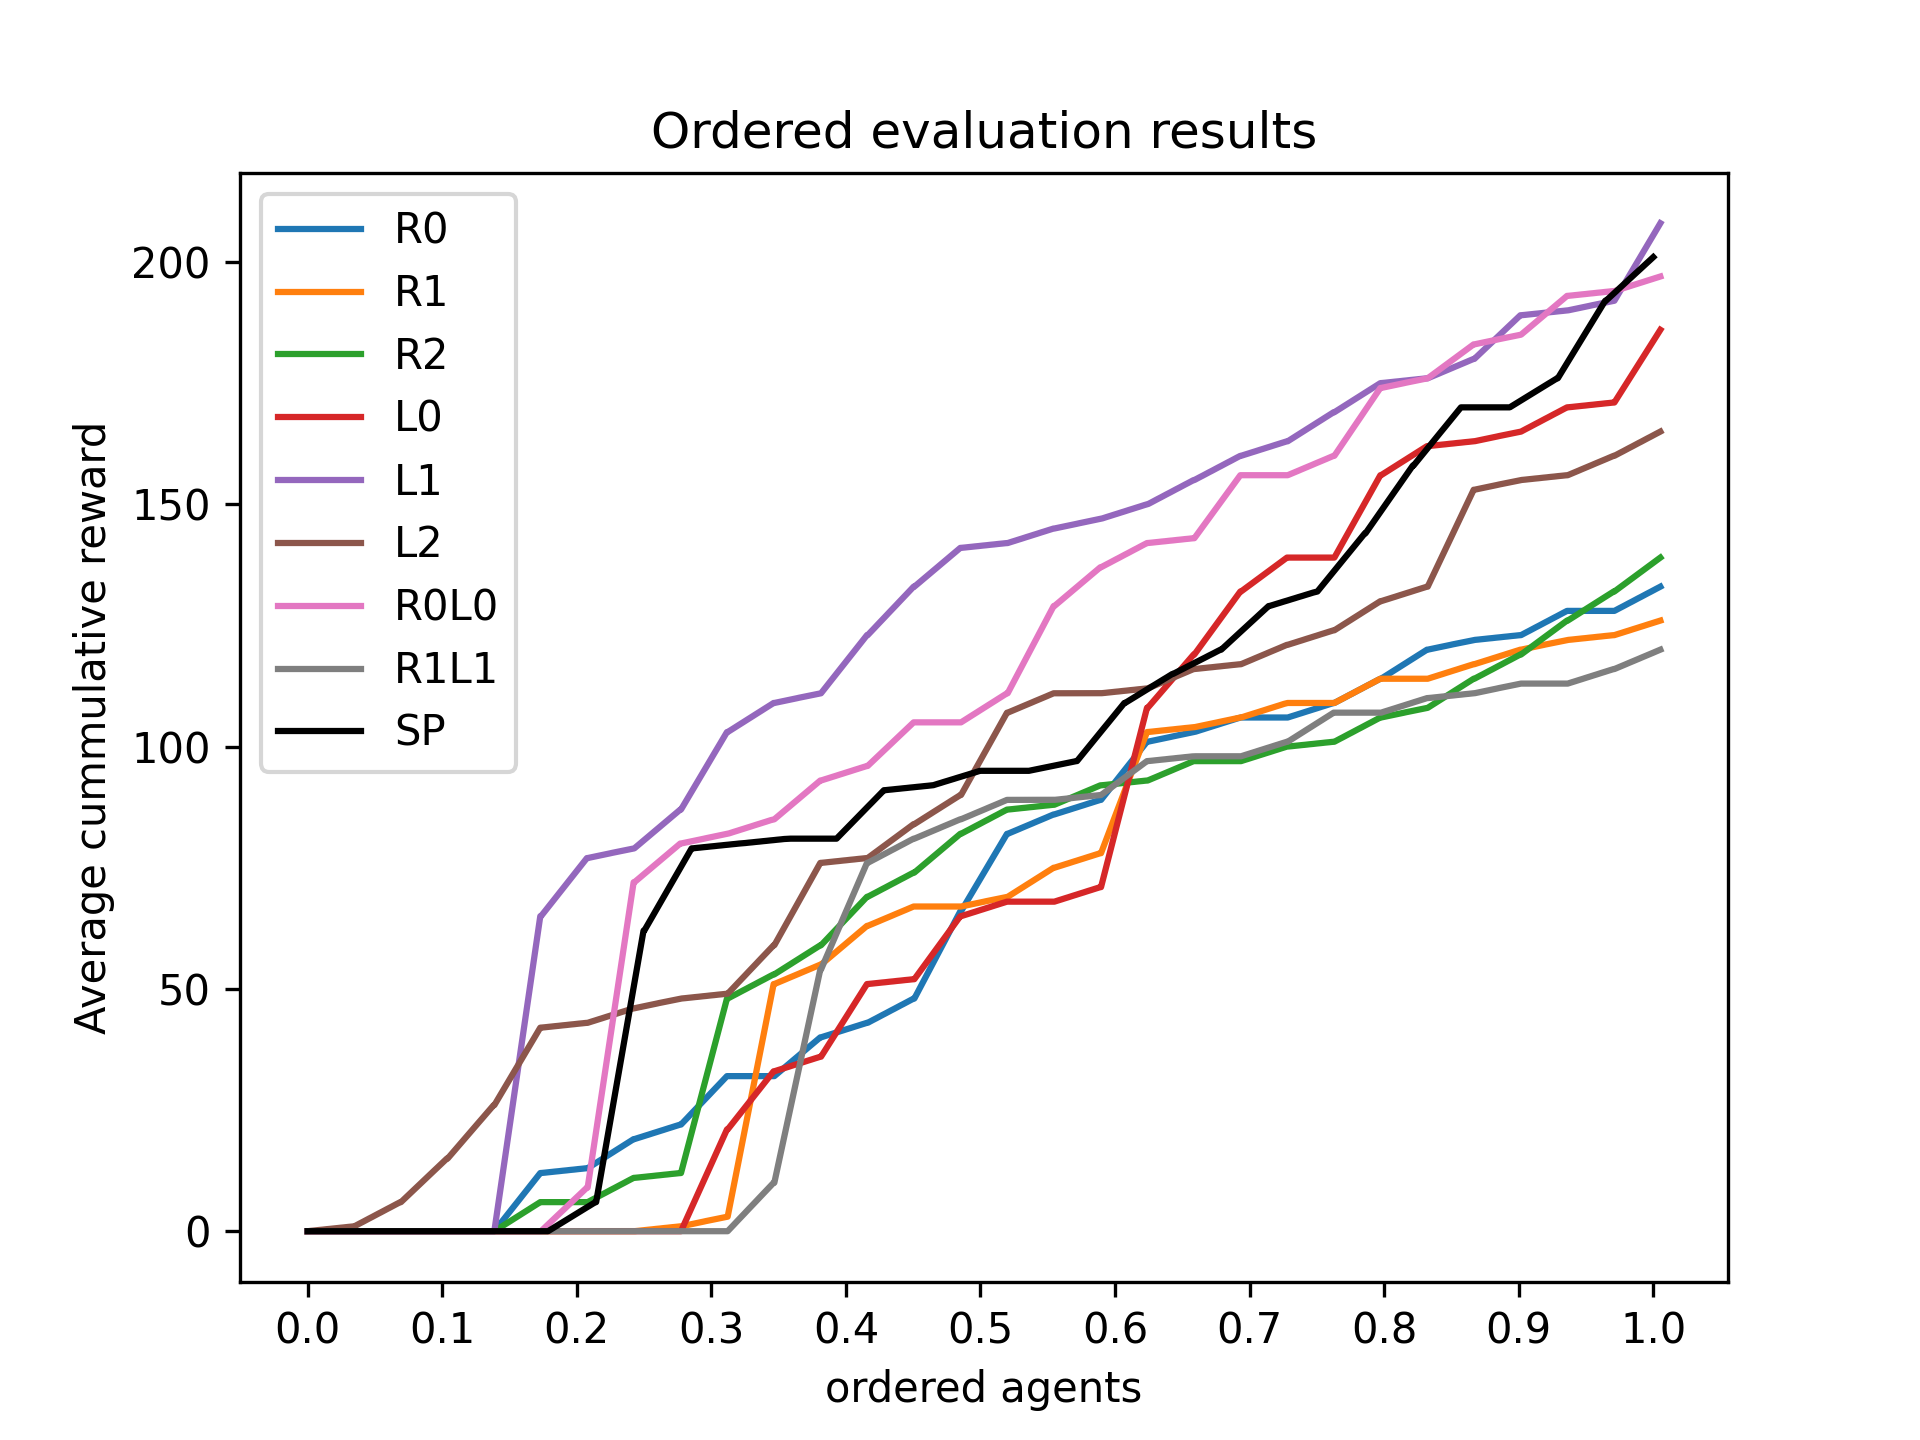 Ordered evaluation results
R0
R1
R2
L0
L1
L2
R0L0
R1L1
SP
Average cummulative reward
200
150
100
50
0
0.0 0.1 0.2 0.3 0.4 0.5 0.6 0.7 0.8 0.9 1.0
ordered agents